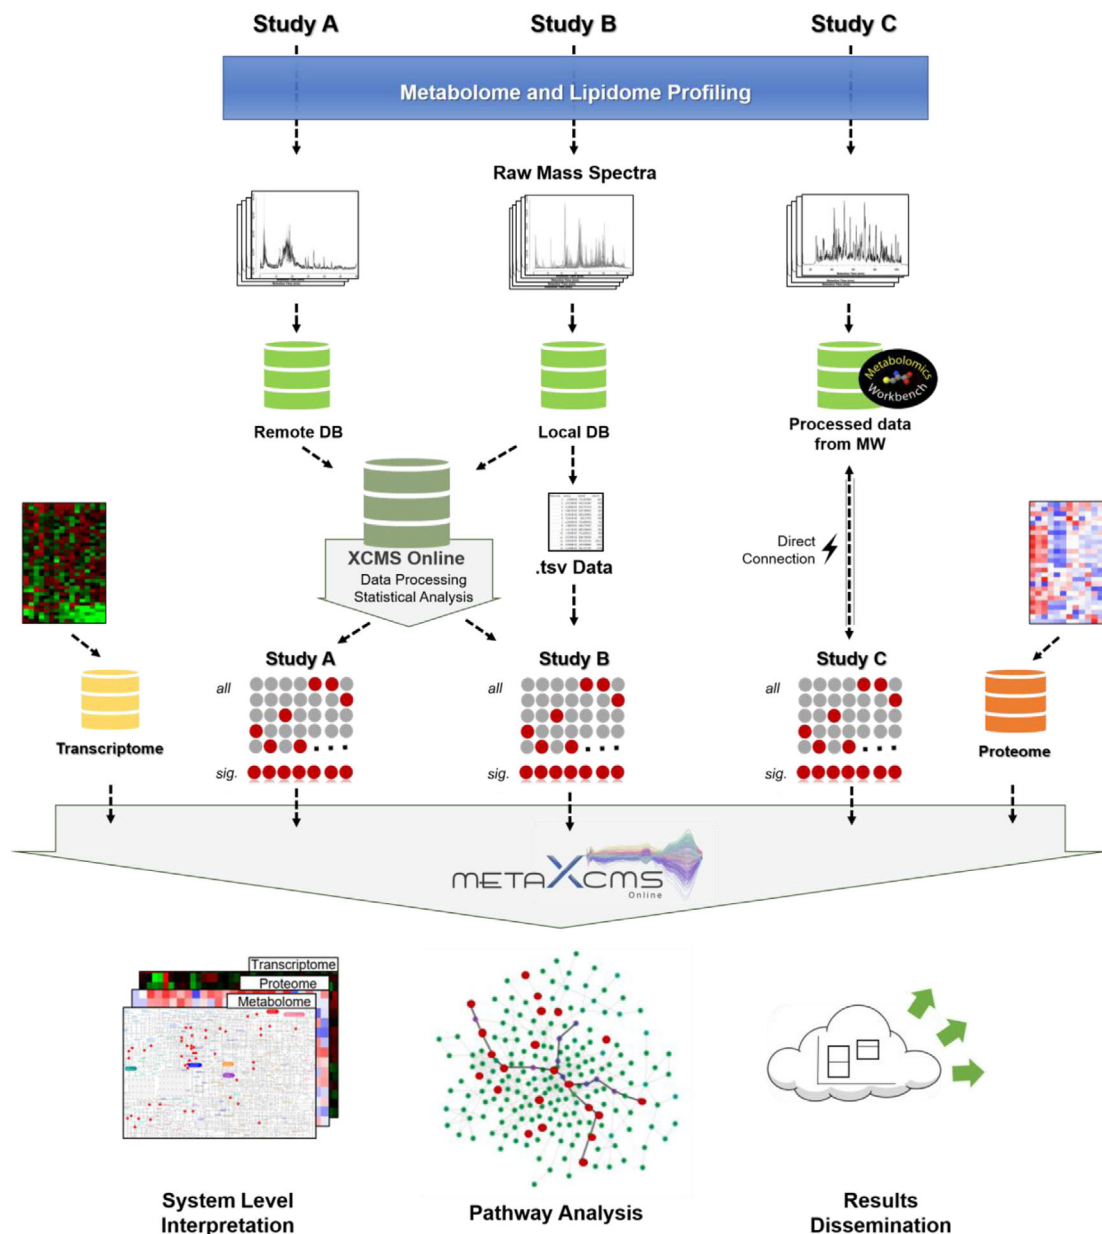 Study A
Study B
Study C
Metabolome and Lipidome Profiling
Raw Mass Spectra
Metabolomics
Workbench
Remote DB
Local DB
Processed data
from MW
XCMS Online
Data Processing
Statistical Analysis
.tsv Data
Direct
Connection
Study A
Study B
Study C
all
all
all
Transcriptome
Proteome
sig.
sig.
sig.
METAXCMS
Online
Transcriptome
Proteome
Metabolome
System Level
Interpretation
Pathway Analysis
Results
Dissemination